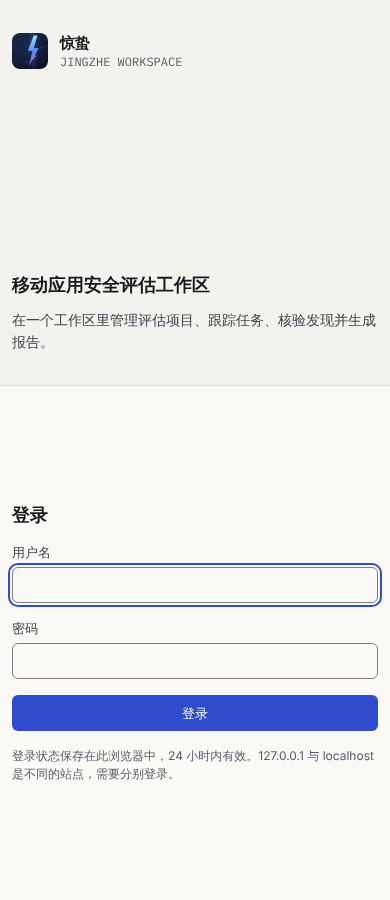 惊蛰
JINGZHE WORKSPACE
移动应用安全评估工作区
在一个工作区里管理评估项目、跟踪任务、核验发现并生成
报告。
登录
用户名
密码
登录
登录状态保存在此浏览器中，24 小时内有效。127.0.0.1 与 localhost
是不同的站点，需要分别登录。